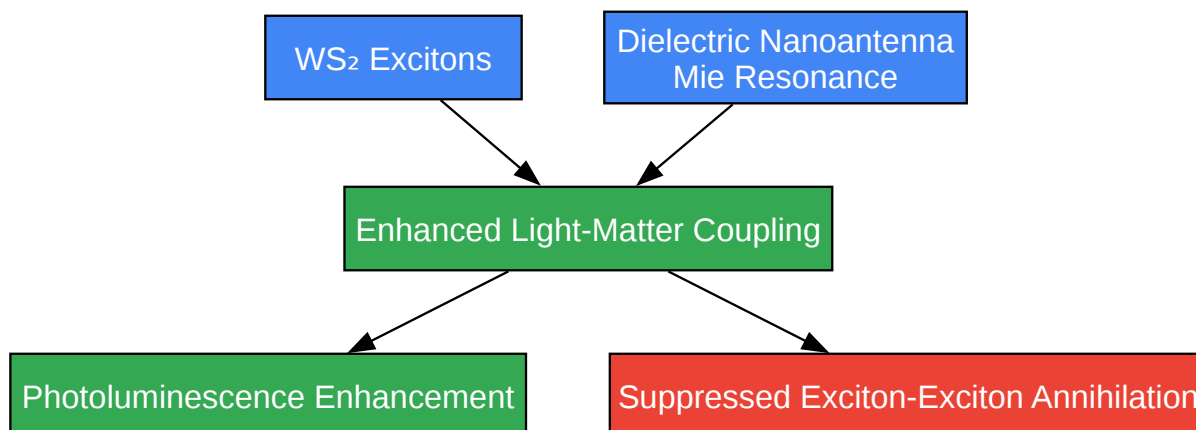 WS₂ Excitons
Dielectric Nanoantenna
Mie Resonance
Enhanced Light-Matter Coupling
Photoluminescence Enhancement
Suppressed Exciton-Exciton Annihilation